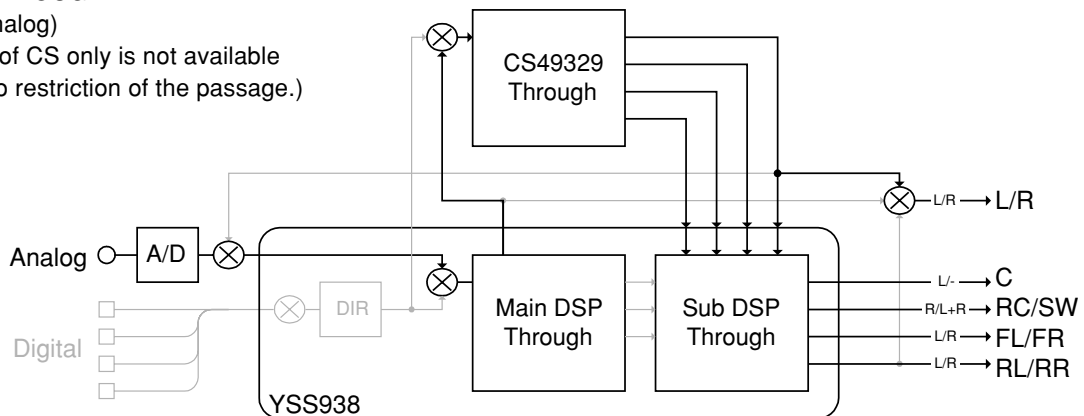 nalog)
of CS only is not available
restriction of the passage.)
CS49329
Through
L/R
L/R
Analog
A/D
Main DSP
Through
Sub DSP
Through
L/-
C
R/L+R
RC/SW
L/R
FL/FR
L/R
RL/RR
DIR
Digital
YSS938